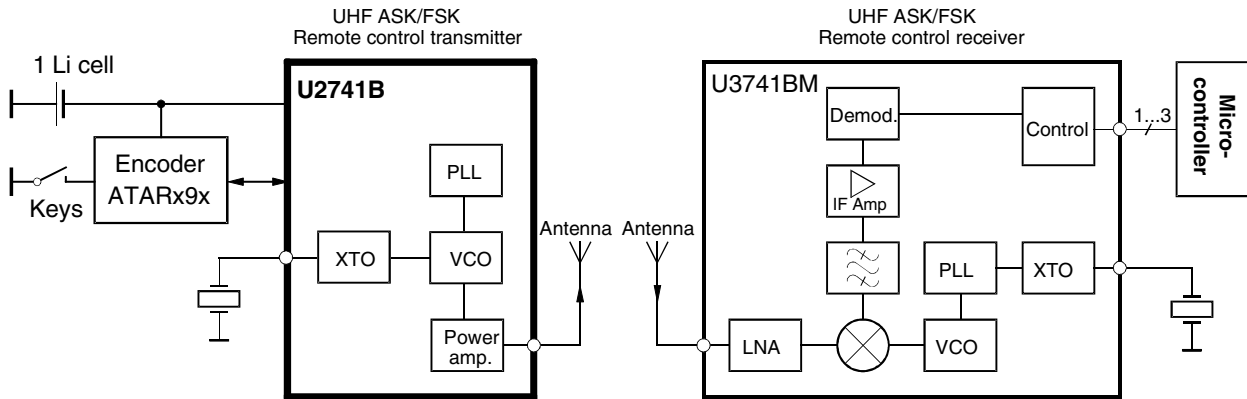 UHF ASK/FSK
Remote control transmitter
UHF ASK/FSK
Remote control receiver
1 Li cell
U2741B
Encoder
ATARx9x
Keys
PLL
XTO
VCO
Power
amp.
Antenna
Antenna
U3741BM
Demod.
Control
1...3
Micro-
controller
IF Amp
PLL
XTO
LNA
VCO